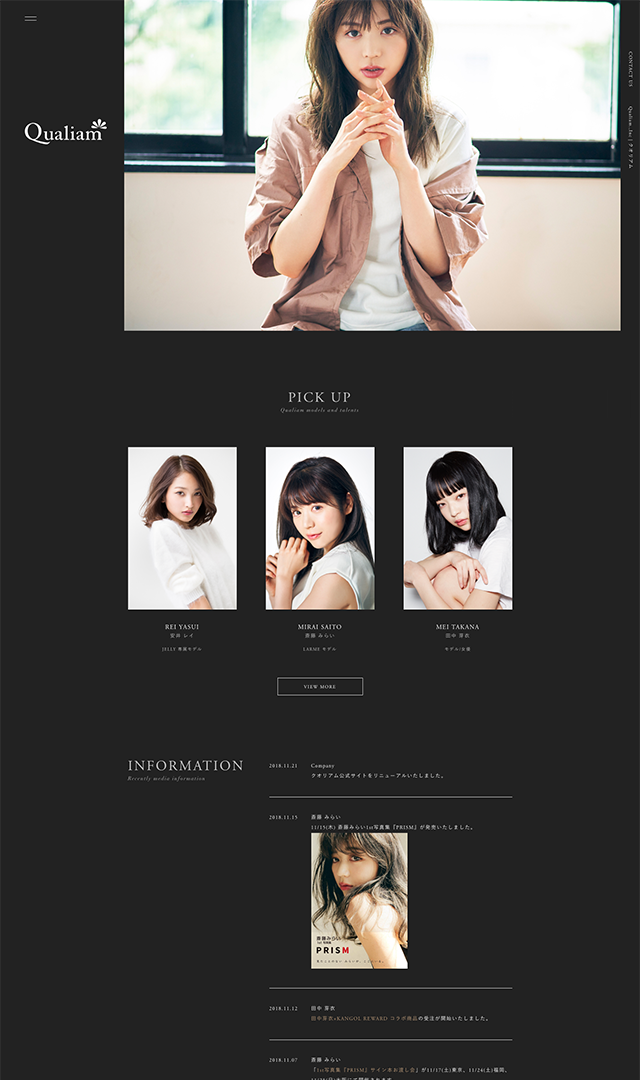 Qualiam
CONTACT US
Qualiam.Inc | クオリアム
PICK UP
Qualiam models and talents
REI YASUI
安井 レイ
JELLY 専属モデル
MIRAI SAITO
斎藤 みらい
LARME モデル
MEI TAKANA
田中 芽衣
モデル/女優
VIEW MORE
INFORMATION
Recently media information
2018.11.21
Company
クオリアム公式サイトをリニューアルいたしました。
2018.11.15
斎藤 みらい
11/15(木) 斎藤みらい1st写真集『PRISM』が発売いたしました。
斎藤みらい
1st 写真集
PRISM
2018.11.12
田中 芽衣
田中芽衣×KANGOL REWARD コラボ商品の受注が開始いたしました。
2018.11.07
斎藤 みらい
『1st写真集『PRISM』サイン本お渡し会』が11/17(土)東京、11/24(土)福岡、